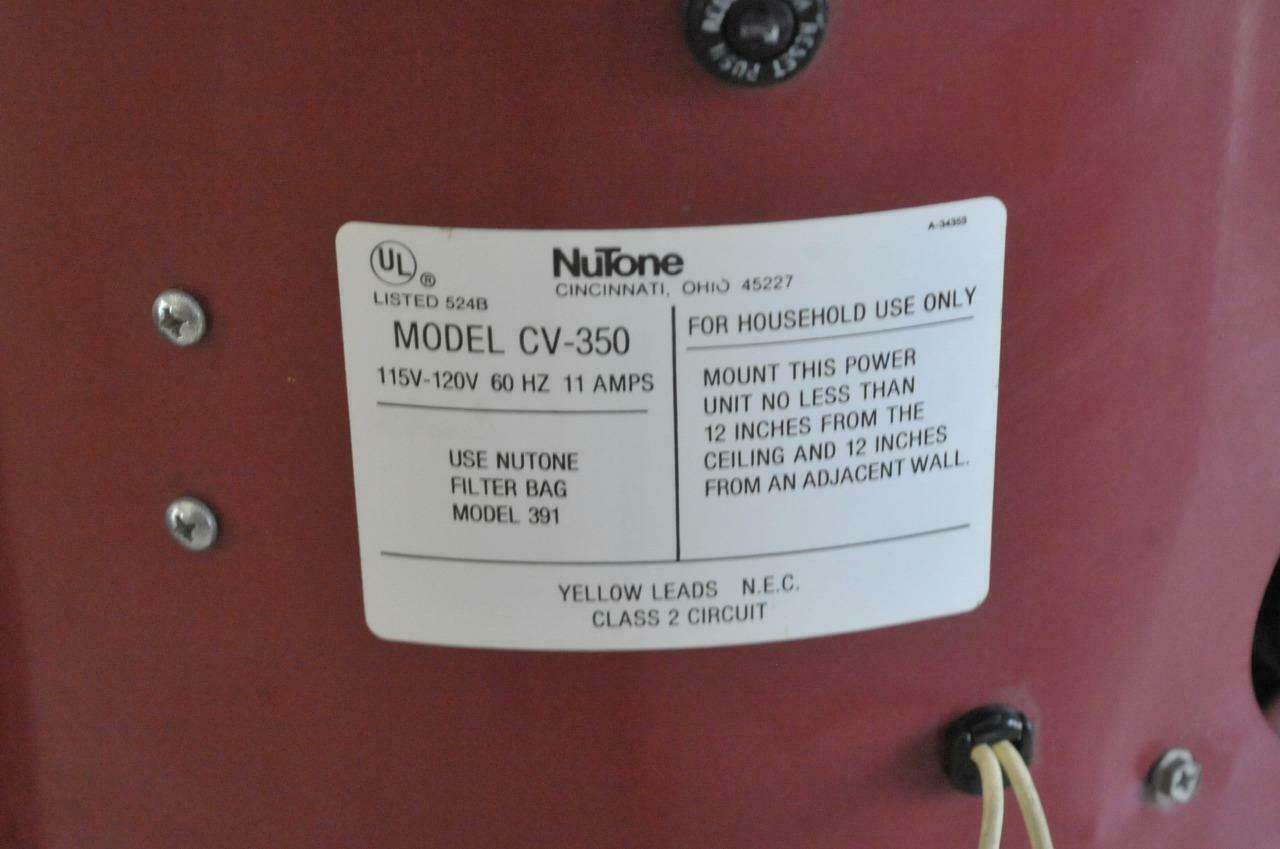 PUSH
RESET
A-34353
UL
®
LISTED 524B
NuTone
CINCINNATI, OHIO 45227
MODEL CV-350
115V-120V 60 HZ 11 AMPS
USE NUTONE
FILTER BAG
MODEL 391
FOR HOUSEHOLD USE ONLY
MOUNT THIS POWER
UNIT NO LESS THAN
12 INCHES FROM THE
CEILING AND 12 INCHES
FROM AN ADJACENT WALL.
YELLOW LEADS N.E.C.
CLASS 2 CIRCUIT